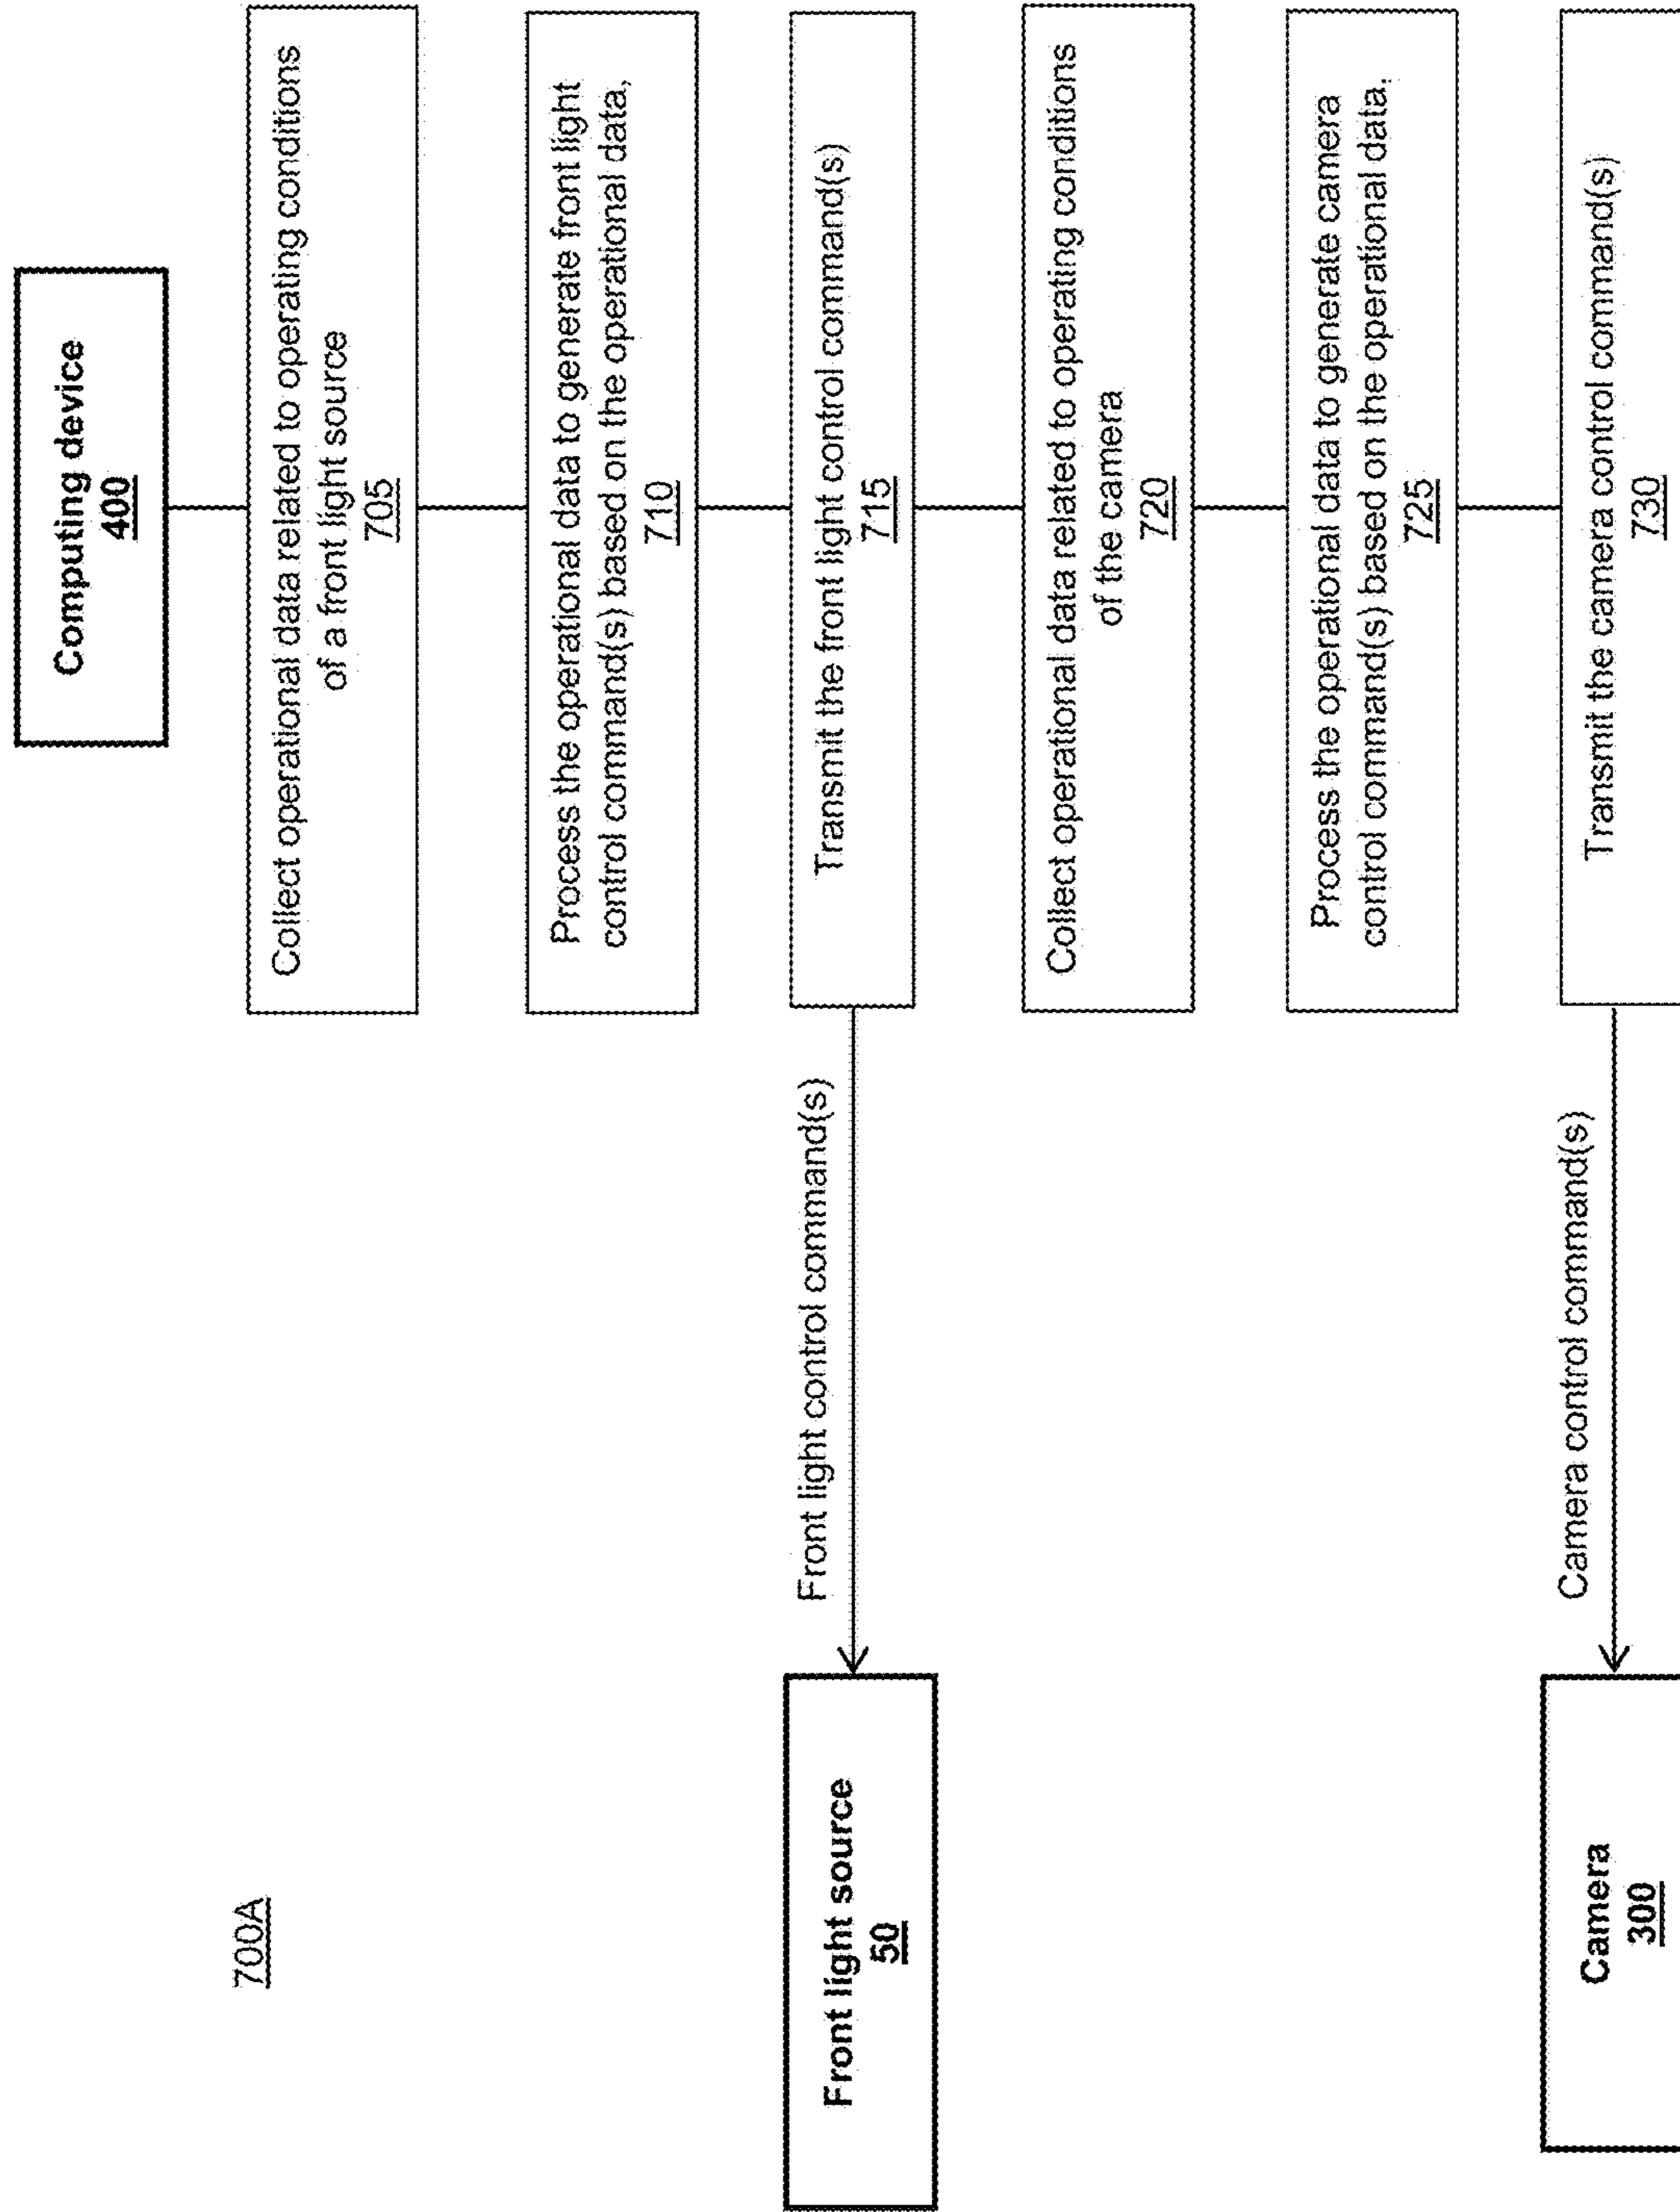 700A
Computing device
400
Collect operational data related to operating conditions
of a front light source
705
Process the operational data to generate front light
control command(s) based on the operational data,
710
Transmit the front light control command(s)
715
Front light control command(s)
Front light source
50
Collect operational data related to operating conditions
of the camera
720
Process the operational data to generate camera
control command(s) based on the operational data,
725
Transmit the camera control command(s)
730
Camera control command(s)
Camera
300